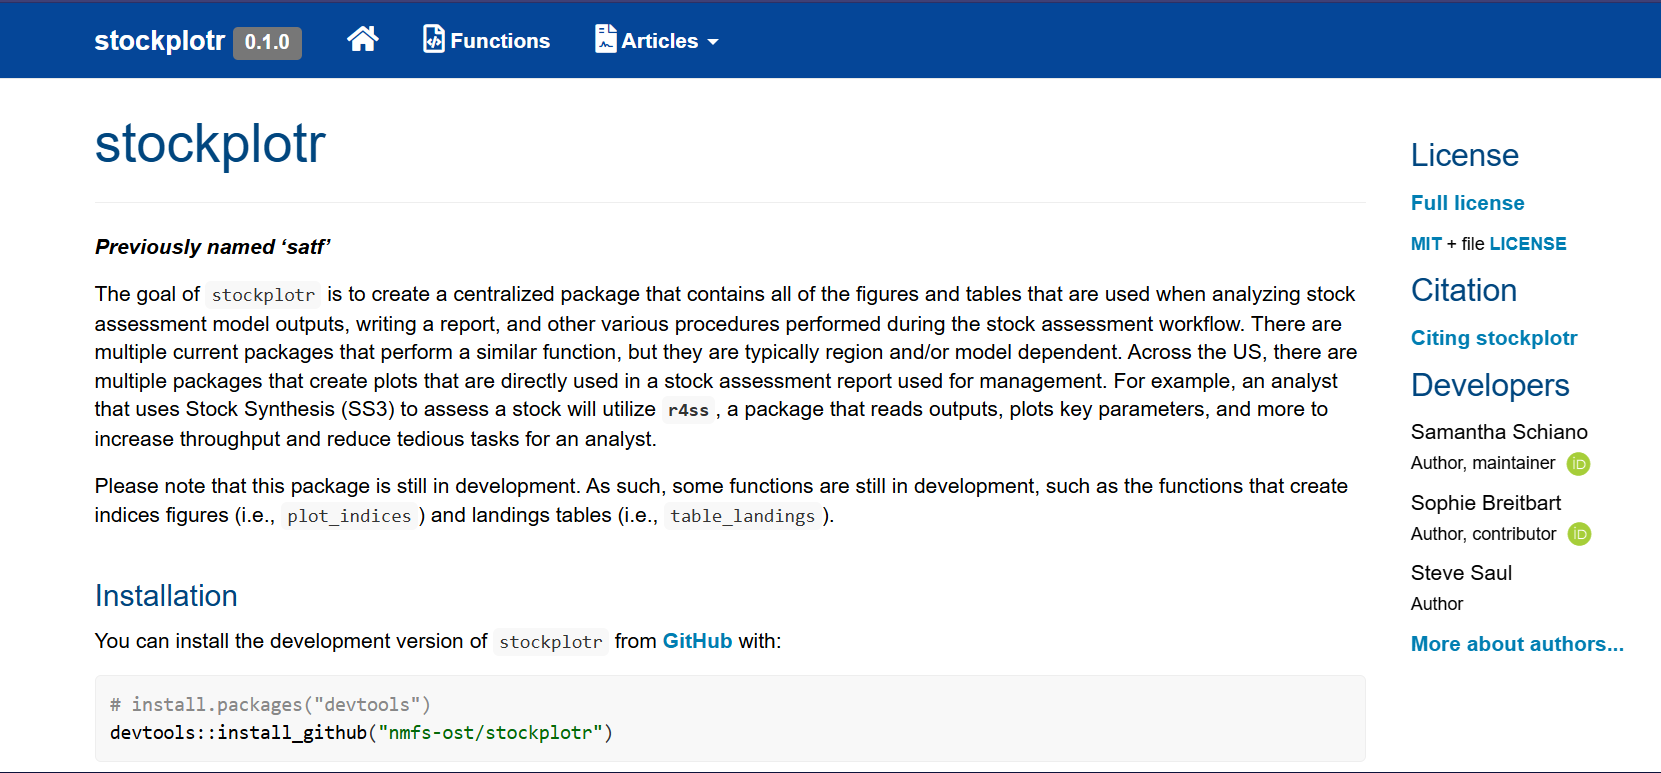 stockplotr 0.1.0 Functions Articles
stockplotr
Previously named ‘satf’
The goal of stockplotr is to create a centralized package that contains all of the figures and tables that are used when analyzing stock
assessment model outputs, writing a report, and other various procedures performed during the stock assessment workflow. There are
multiple current packages that perform a similar function, but they are typically region and/or model dependent. Across the US, there are
multiple packages that create plots that are directly used in a stock assessment report used for management. For example, an analyst
that uses Stock Synthesis (SS3) to assess a stock will utilize r4ss, a package that reads outputs, plots key parameters, and more to
increase throughput and reduce tedious tasks for an analyst.
Please note that this package is still in development. As such, some functions are still in development, such as the functions that create
indices figures (i.e., plot_indices) and landings tables (i.e., table_landings).
Installation
You can install the development version of stockplotr from GitHub with:
# install.packages("devtools")
devtools::install_github("nmfs-ost/stockplotr")
License
Full license
MIT + file LICENSE
Citation
Citing stockplotr
Developers
Samantha Schiano
Author, maintainer iD
Sophie Breitbart
Author, contributor iD
Steve Saul
Author
More about authors...